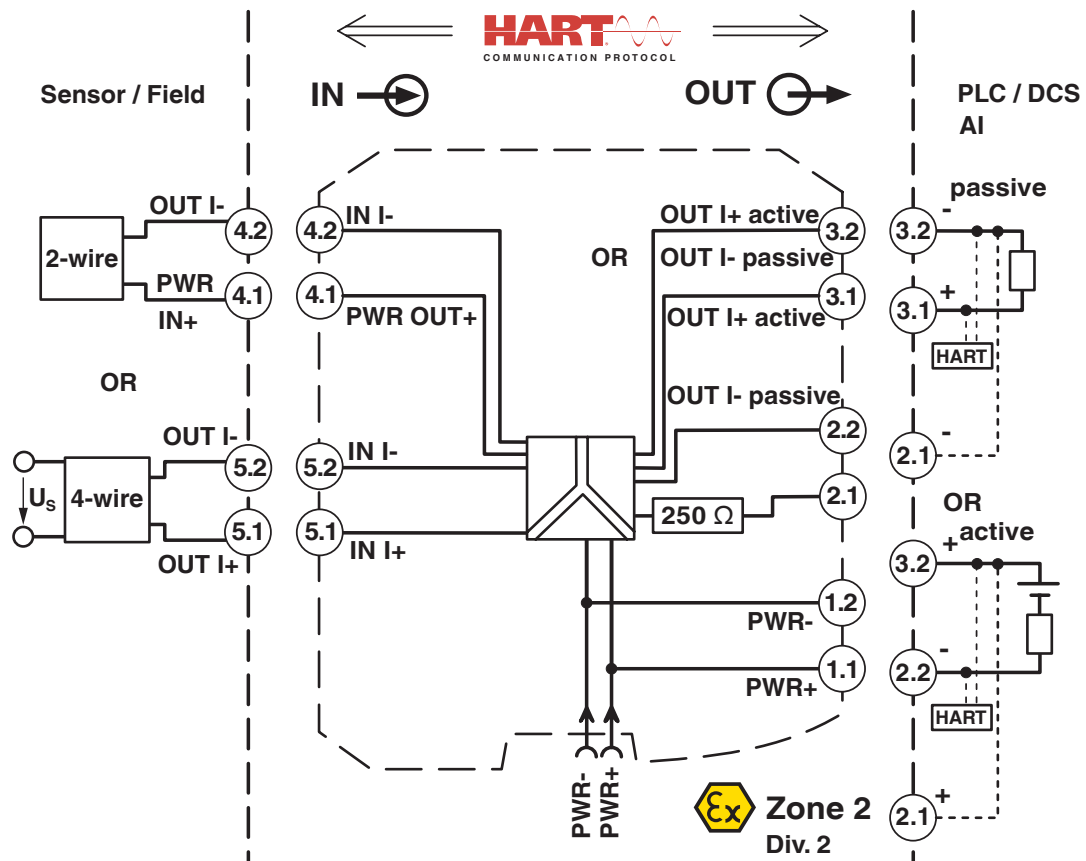 HART
COMMUNICATION PROTOCOL
Sensor / Field
IN
OUT
PLC / DCS
AI
OUT I-
4.2
2-wire
PWR
IN+
4.1
OR
OUT I-
5.2
US
4-wire
5.1
OUT I+
4.2
IN I-
4.1
PWR OUT+
5.2
IN I-
5.1
IN I+
OUT I+ active
3.2
OR
OUT I- passive
3.1
OUT I+ active
OUT I- passive
2.2
2.1
250 Ω
1.2
PWR-
1.1
PWR+
PWR-
PWR+
Ex
Zone 2
Div. 2
- passive
3.2
+
3.1
HART
-
2.1
OR
+ active
3.2
-
2.2
HART
+
2.1